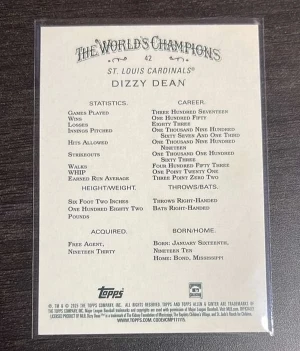 THE WORLD'S CHAMPIONS
42
ST. LOUIS CARDINALS®
DIZZY DEAN™
STATISTICS. CAREER.
GAMES PLAYED THREE HUNDRED SEVENTEEN
WINS ONE HUNDRED FIFTY
LOSSES EIGHTY THREE
INNINGS PITCHED ONE THOUSAND NINE HUNDRED
SIXTY SEVEN AND ONE THIRD
HITS ALLOWED ONE THOUSAND NINE HUNDRED
NINETEEN
STRIKEOUTS ONE THOUSAND ONE HUNDRED
SIXTY THREE
WALKS FOUR HUNDRED FIFTY THREE
WHIP ONE POINT TWENTY ONE
EARNED RUN AVERAGE THREE POINT ZERO TWO
HEIGHT/WEIGHT. THROWS/BATS.
SIX FOOT TWO INCHES THROWS RIGHT-HANDED
ONE HUNDRED EIGHTY TWO BATS RIGHT-HANDED
POUNDS
ACQUIRED. BORN/HOME.
FREE AGENT, BORN: JANUARY SIXTEENTH,
NINETEEN THIRTY NINETEEN TEN
HOME: BOND, MISSISSIPPI
Topps